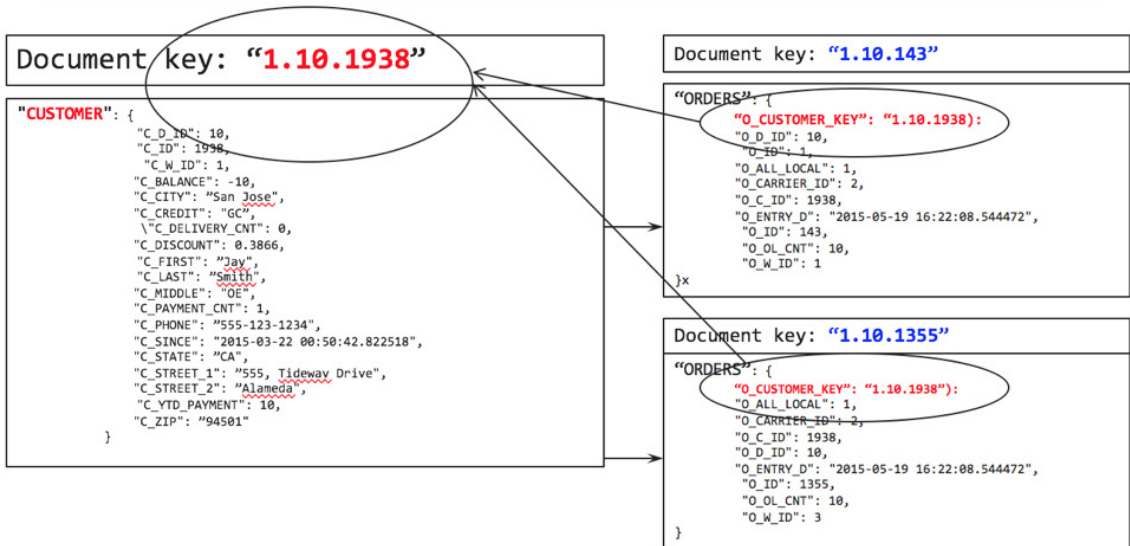 Document key: “1.10.1938”
"CUSTOMER": {
"C_D_ID": 10,
"C_ID": 1938,
"C_W_ID": 1,
"C_BALANCE": -10,
"C_CITY": ”San Jose”,
"C_CREDIT": "GC”,
\"C_DELIVERY_CNT": 0,
"C_DISCOUNT": 0.3866,
"C_FIRST": ”Jay",
"C_LAST": ”Smith",
"C_MIDDLE": "OE",
"C_PAYMENT_CNT": 1,
"C_PHONE": ”555-123-1234",
"C_SINCE": "2015-03-22 00:50:42.822518",
"C_STATE": ”CA”,
"C_STREET_1": ”555, Tideway Drive",
"C_STREET_2": ”Alameda",
"C_YTD_PAYMENT": 10,
"C_ZIP": ”94501"
}
Document key: “1.10.143”
“ORDERS”: {
“O_CUSTOMER_KEY”: “1.10.1938):
"O_D_ID": 10,
"O_ID": 1,
"O_ALL_LOCAL": 1,
"O_CARRIER_ID": 2,
"O_C_ID": 1938,
"O_ENTRY_D": "2015-05-19 16:22:08.544472",
"O_ID": 143,
"O_OL_CNT": 10,
"O_W_ID": 1
}x
Document key: “1.10.1355”
“ORDERS”: {
“O_CUSTOMER_KEY”: “1.10.1938”):
"O_ALL_LOCAL": 1,
"O_CARRIER_ID": 2,
"O_C_ID": 1938,
"O_D_ID": 10,
"O_ENTRY_D": "2015-05-19 16:22:08.544472",
"O_ID": 1355,
"O_OL_CNT": 10,
"O_W_ID": 3
}